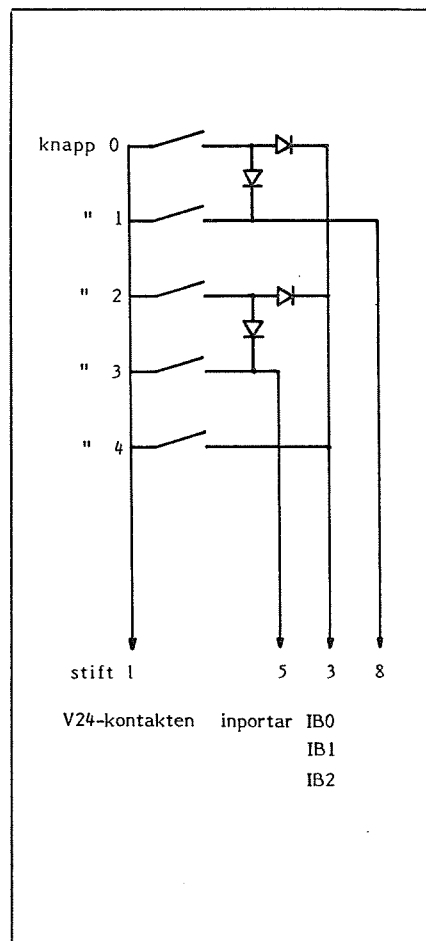 knapp 0
" 1
" 2
" 3
" 4
stift 1 5 3 8
V24-kontakten inportar IB0
IB1
IB2